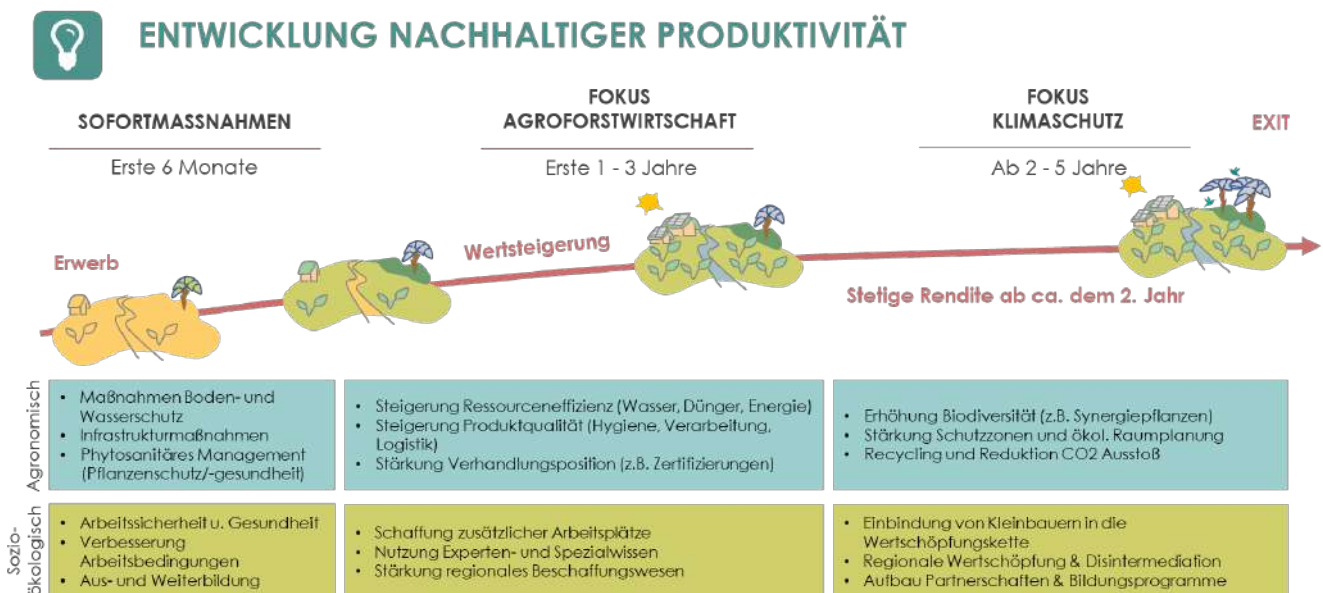 ENTWICKLUNG NACHHALTIGER PRODUKTIVITÄT
SOFORTMASSNAHMEN
Erste 6 Monate
FOKUS
AGROFORSTWIRTSCHAFT
Erste 1 - 3 Jahre
FOKUS
KLIMASCHUTZ
Ab 2 - 5 Jahre
EXIT
Erwerb
Wertsteigerung
Stetige Rendite ab ca. dem 2. Jahr
Agronomisch
• Maßnahmen Boden- und
Wasserschutz
• Infrastrukturmaßnahmen
• Phytosanitäres Management
(Pflanzenschutz/-gesundheit)
• Steigerung Ressourceneffizienz (Wasser, Dünger, Energie)
• Steigerung Produktqualität (Hygiene, Verarbeitung,
Logistik)
• Stärkung Verhandlungsposition (z.B. Zertifizierungen)
• Erhöhung Biodiversität (z.B. Synergiepflanzen)
• Stärkung Schutzzonen und ökol. Raumplanung
• Recycling und Reduktion CO2 Ausstoß
Sozio-
ökologisch
• Arbeitssicherheit u. Gesundheit
• Verbesserung
Arbeitsbedingungen
• Aus- und Weiterbildung
• Schaffung zusätzlicher Arbeitsplätze
• Nutzung Experten- und Spezialwissen
• Stärkung regionales Beschaffungswesen
• Einbindung von Kleinbauern in die
Wertschöpfungskette
• Regionale Wertschöpfung & Disintermediation
• Aufbau Partnerschaften & Bildungsprogramme